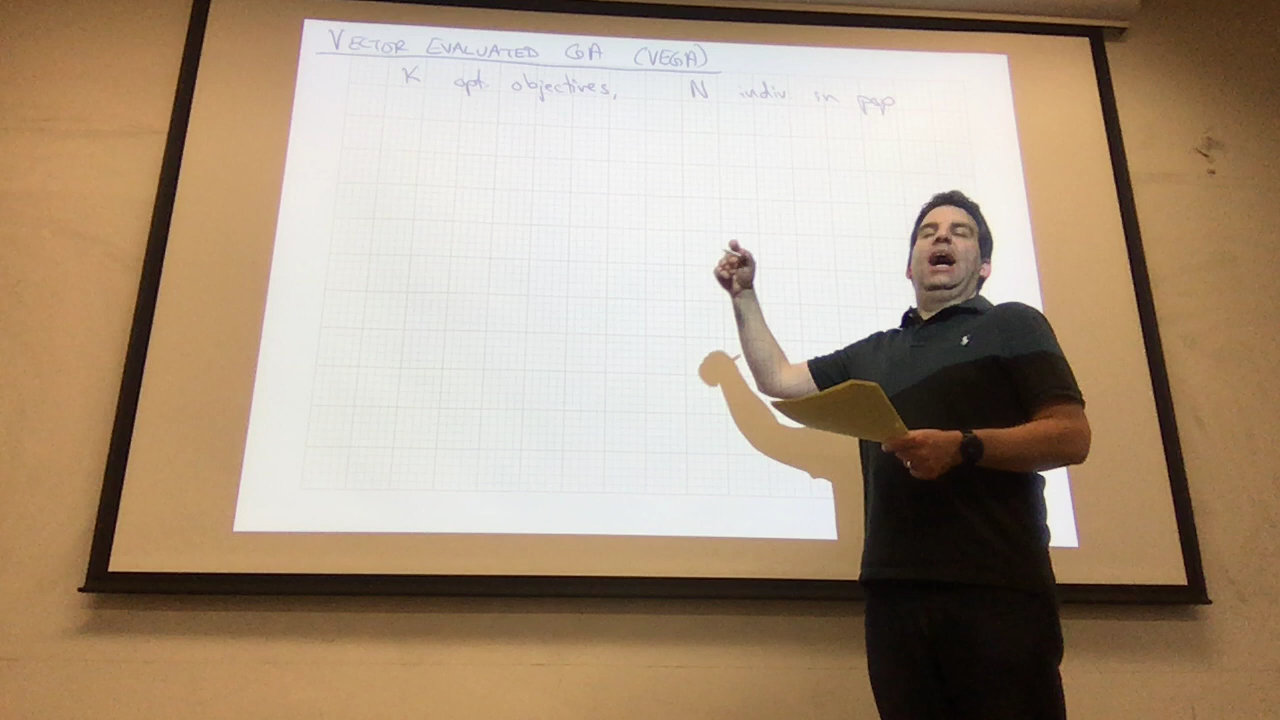 VECTOR EVALUATED GA (VEGA)
K opt. objectives, N indiv. in pop